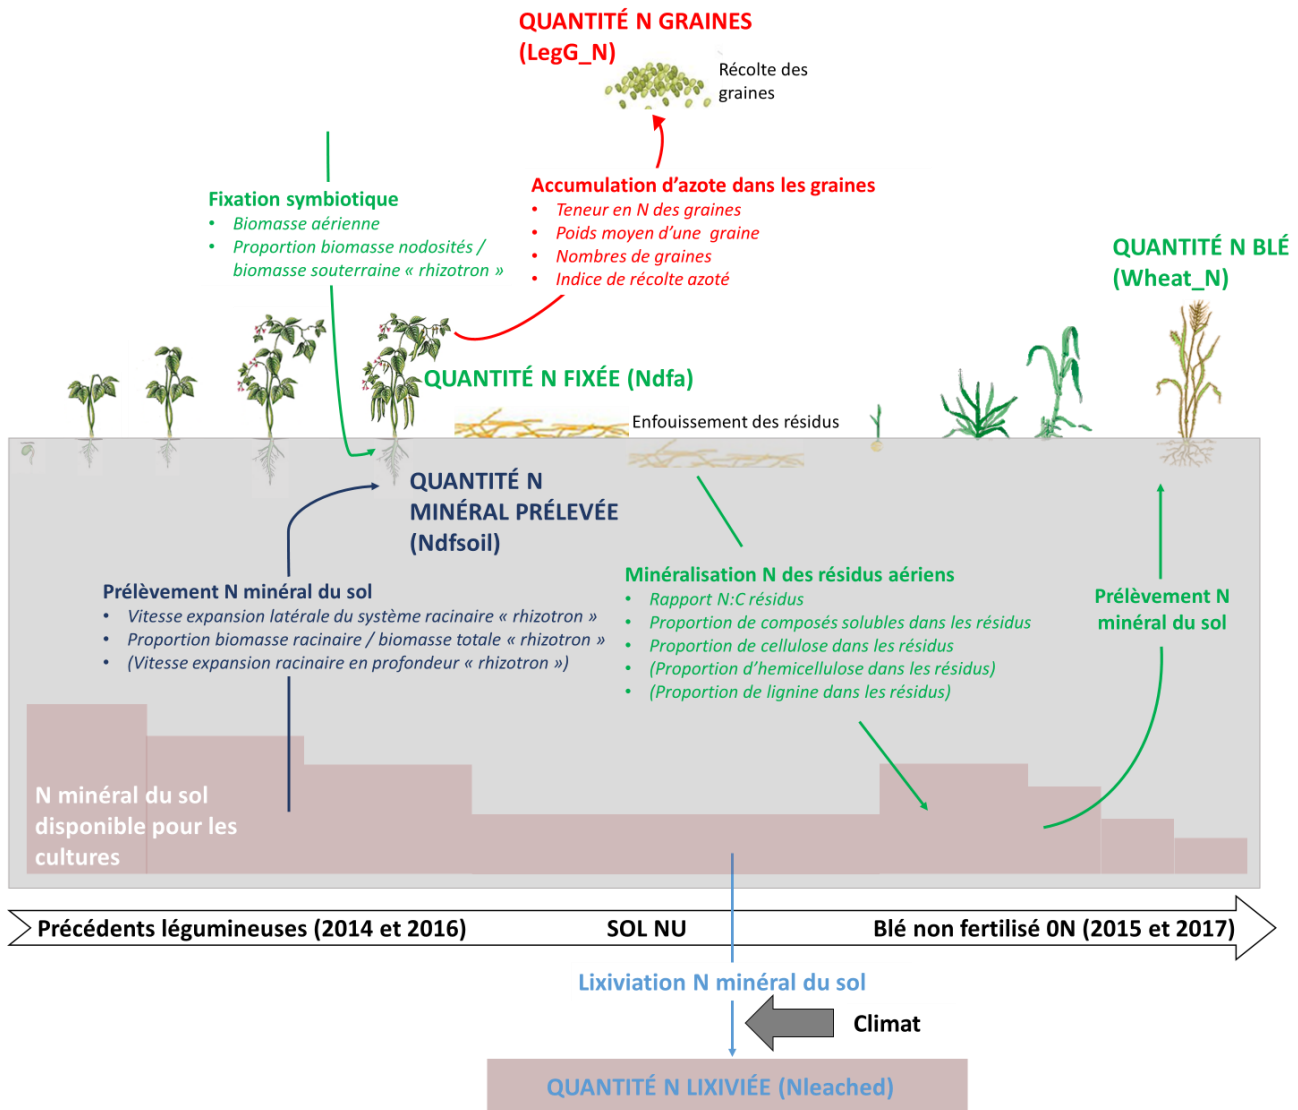 QUANTITÉ N GRAINES
(LegG_N)
Récolte des
graines
Fixation symbiotique
• Biomasse aérienne
• Proportion biomasse nodosités /
biomasse souterraine « rhizotron »
Accumulation d'azote dans les graines
• Teneur en N des graines
• Poids moyen d'une graine
• Nombres de graines
• Indice de récolte azoté
QUANTITÉ N BLÉ
(Wheat_N)
QUANTITÉ N FIXÉE (Ndfa)
Enfouissement des résidus
QUANTITÉ N
MINÉRAL PRÉLEVÉE
(Ndfsoil)
Prélèvement N minéral du sol
• Vitesse expansion latérale du système racinaire « rhizotron »
• Proportion biomasse racinaire / biomasse totale « rhizotron »
• (Vitesse expansion racinaire en profondeur « rhizotron »)
Minéralisation N des résidus aériens
• Rapport N:C résidus
• Proportion de composés solubles dans les résidus
• Proportion de cellulose dans les résidus
• (Proportion d'hemicellulose dans les résidus)
• (Proportion de lignine dans les résidus)
Prélèvement N
minéral du sol
N minéral du sol
disponible pour les
cultures
Précédents légumineuses (2014 et 2016)
SOL NU
Blé non fertilisé 0N (2015 et 2017)
Lixiviation N minéral du sol
Climat
QUANTITÉ N LIXIVIÉE (Nleached)